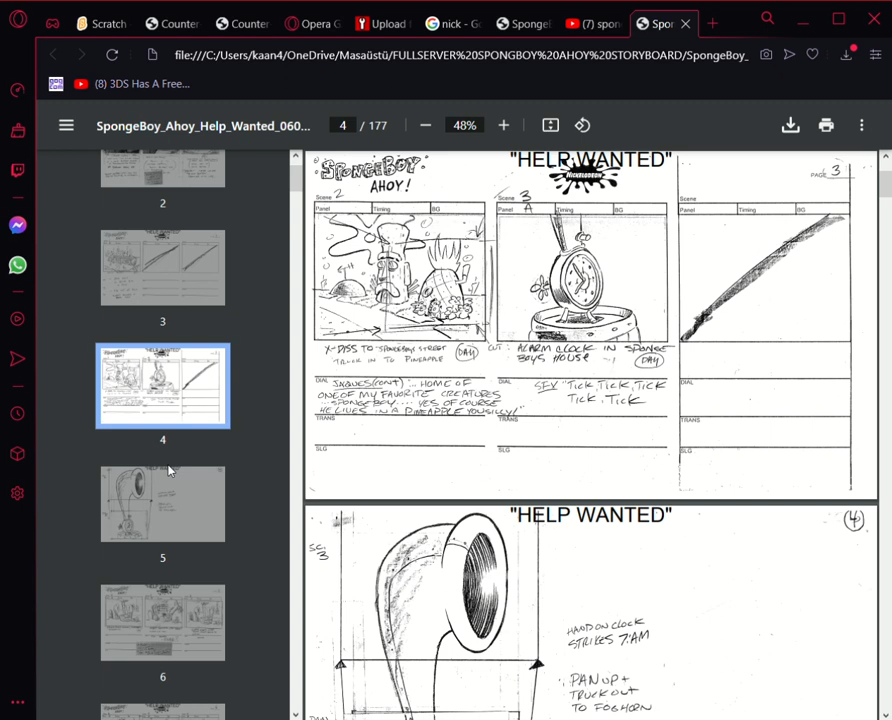 Scratch
Counter
Counter
Opera G
Upload
nick - Go
SpongeB
(7) spon
Spor
file:///C:/Users/kaan4/OneDrive/Masaüstü/FULLSERVER%20SPONGBOY%20AHOY%20STORYBOARD/SpongeBoy_
(8) 3DS Has A Free...
SpongeBoy_Ahoy_Help_Wanted_060...
4 / 177
48%
2
3
4
5
6
"HELP WANTED"
SPONGEBOY
AHOY!
NICKELODEON
PAGE 3
Scene 2
Panel Timing BG
Scene 3
Panel A Timing BG
Scene
Panel Timing BG
X-DISS TO SPONGEBOY'S STREET
TRUCK IN TO PINEAPPLE
DAY
CUT: ALARM CLOCK IN SPONGE
BOYS HOUSE
DAY
DIAL JAQUES (CONT) "... HOME OF
ONE OF MY FAVORITE CREATURES
...SPONGEBOY.... YES OF COURSE
HE LIVES IN A PINEAPPLE YOU SILLY!"
TRANS
SLG
DIAL SFX "TICK, TICK, TICK
TICK, TICK
TRANS
SLG
DIAL
TRANS
SLG
"HELP WANTED"
4
SC.
3
HAND ON CLOCK
STRIKES 7:AM
PAN UP +
TRUCK OUT
TO FOGHORN